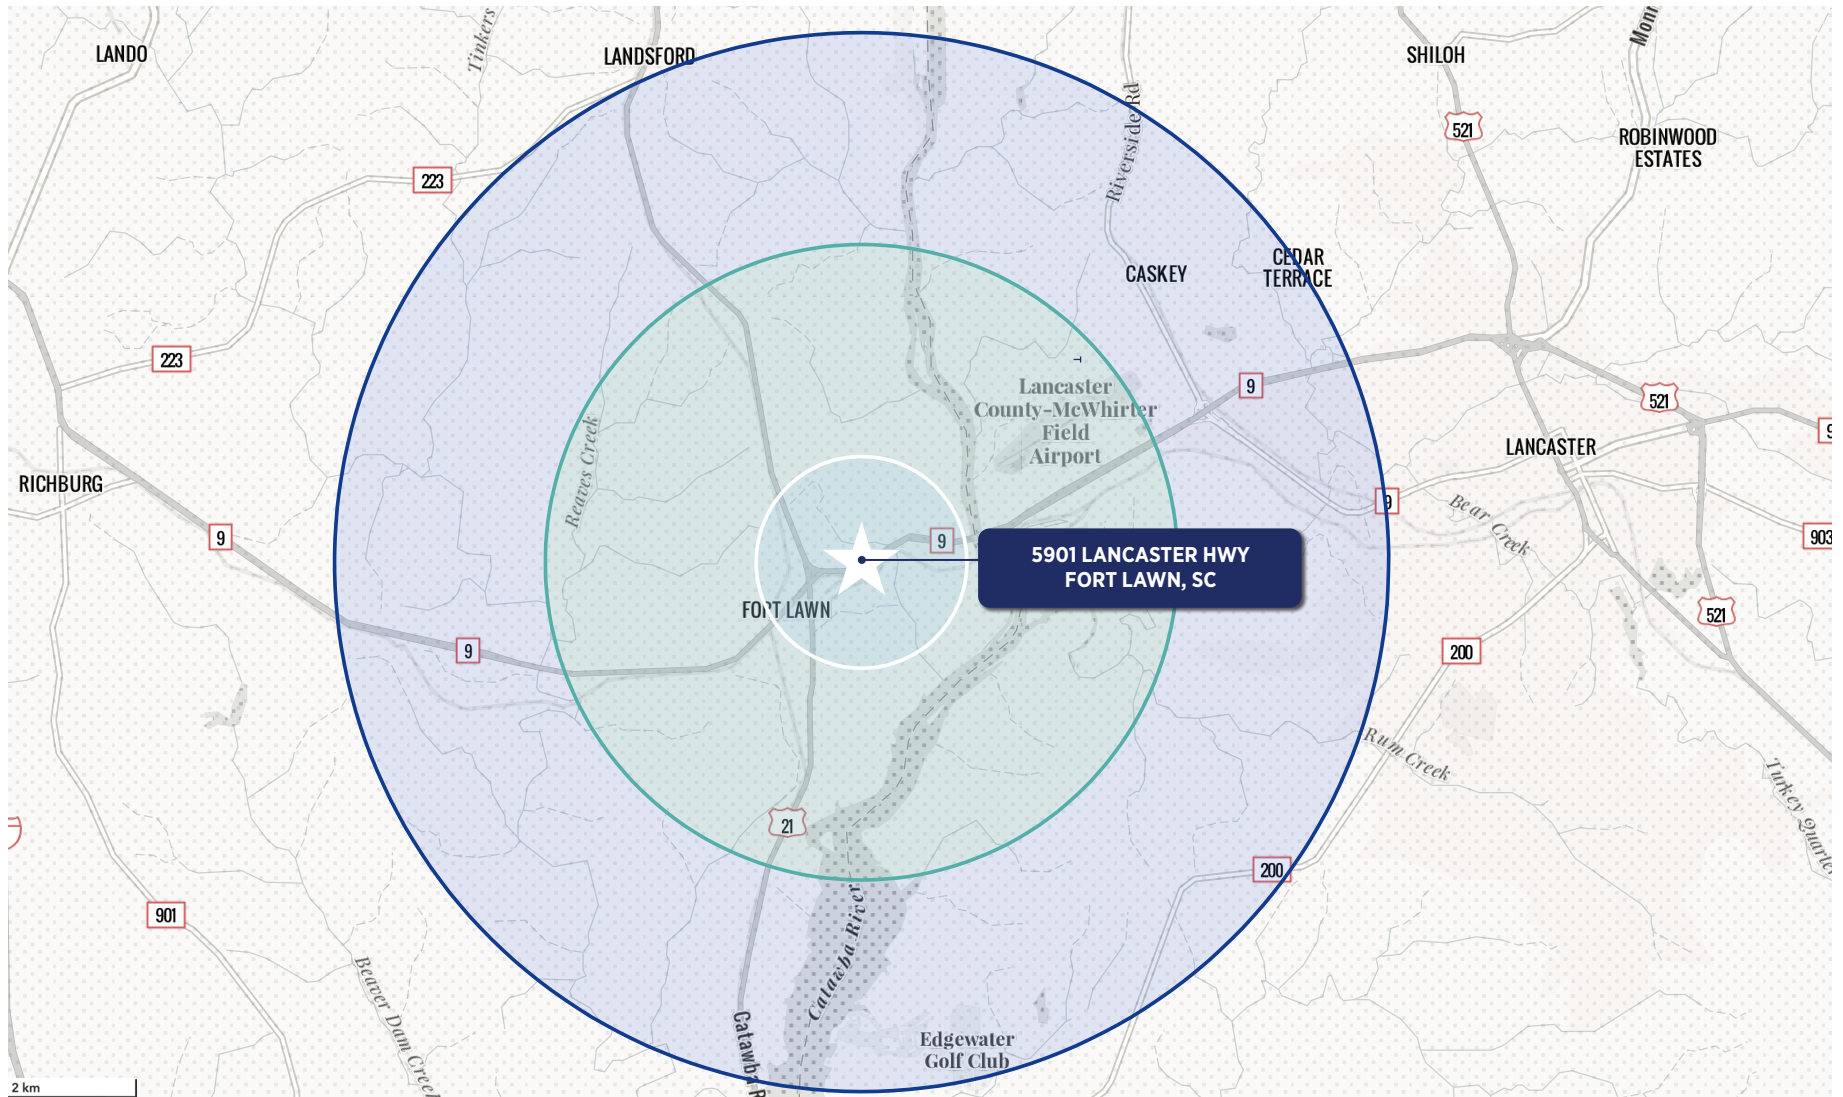 LANDO
Tinkers
LANDSFORD
SHILOH
521
ROBINWOOD
ESTATES
Riverside Rd
223
CASKEY
CEDAR
TERRACE
223
Lancaster
County-McWhirter
Field
Airport
9
521
9
LANCASTER
Reaves Creek
RICHBURG
9
Bear Creek
9
9
903
5901 LANCASTER HWY
FORT LAWN, SC
FORT LAWN
521
9
200
Rum Creek
Turkey Quarter
21
200
Catawba River
901
Beaver Dam Creek
Edgewater
Golf Club
Catawba R
2 km